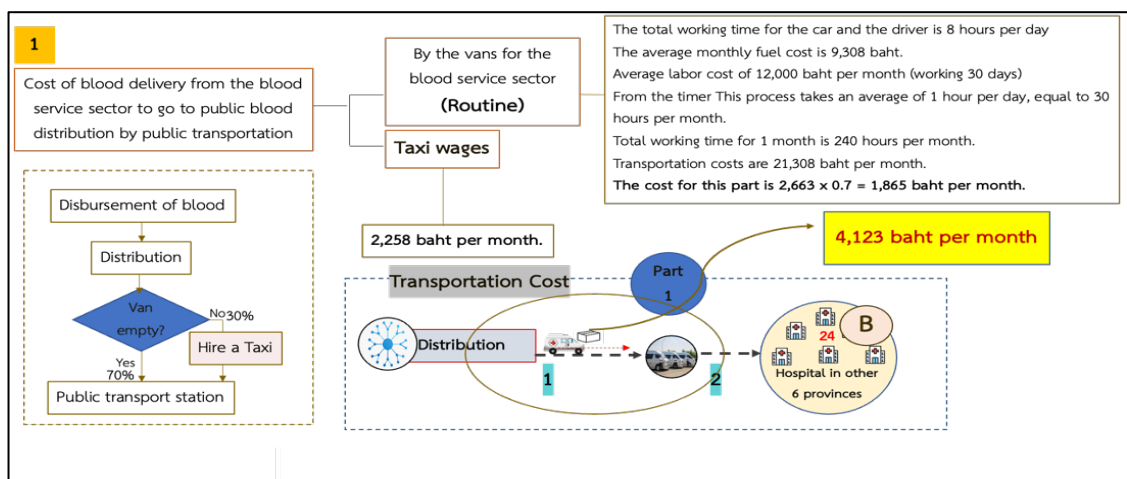 1
Cost of blood delivery from the blood
service sector to go to public blood
distribution by public transportation
By the vans for the
blood service sector
(Routine)
Taxi wages
The total working time for the car and the driver is 8 hours per day
The average monthly fuel cost is 9,308 baht.
Average labor cost of 12,000 baht per month (working 30 days)
From the timer This process takes an average of 1 hour per day, equal to 30
hours per month.
Total working time for 1 month is 240 hours per month.
Transportation costs are 21,308 baht per month.
The cost for this part is 2,663 x 0.7 = 1,865 baht per month.
2,258 baht per month.
4,123 baht per month
Disbursement of blood
Distribution
Van
empty?
No 30%
Hire a Taxi
Yes
70%
Public transport station
Transportation Cost
Part
1
Distribution
1
2
B
24
Hospital in other
6 provinces